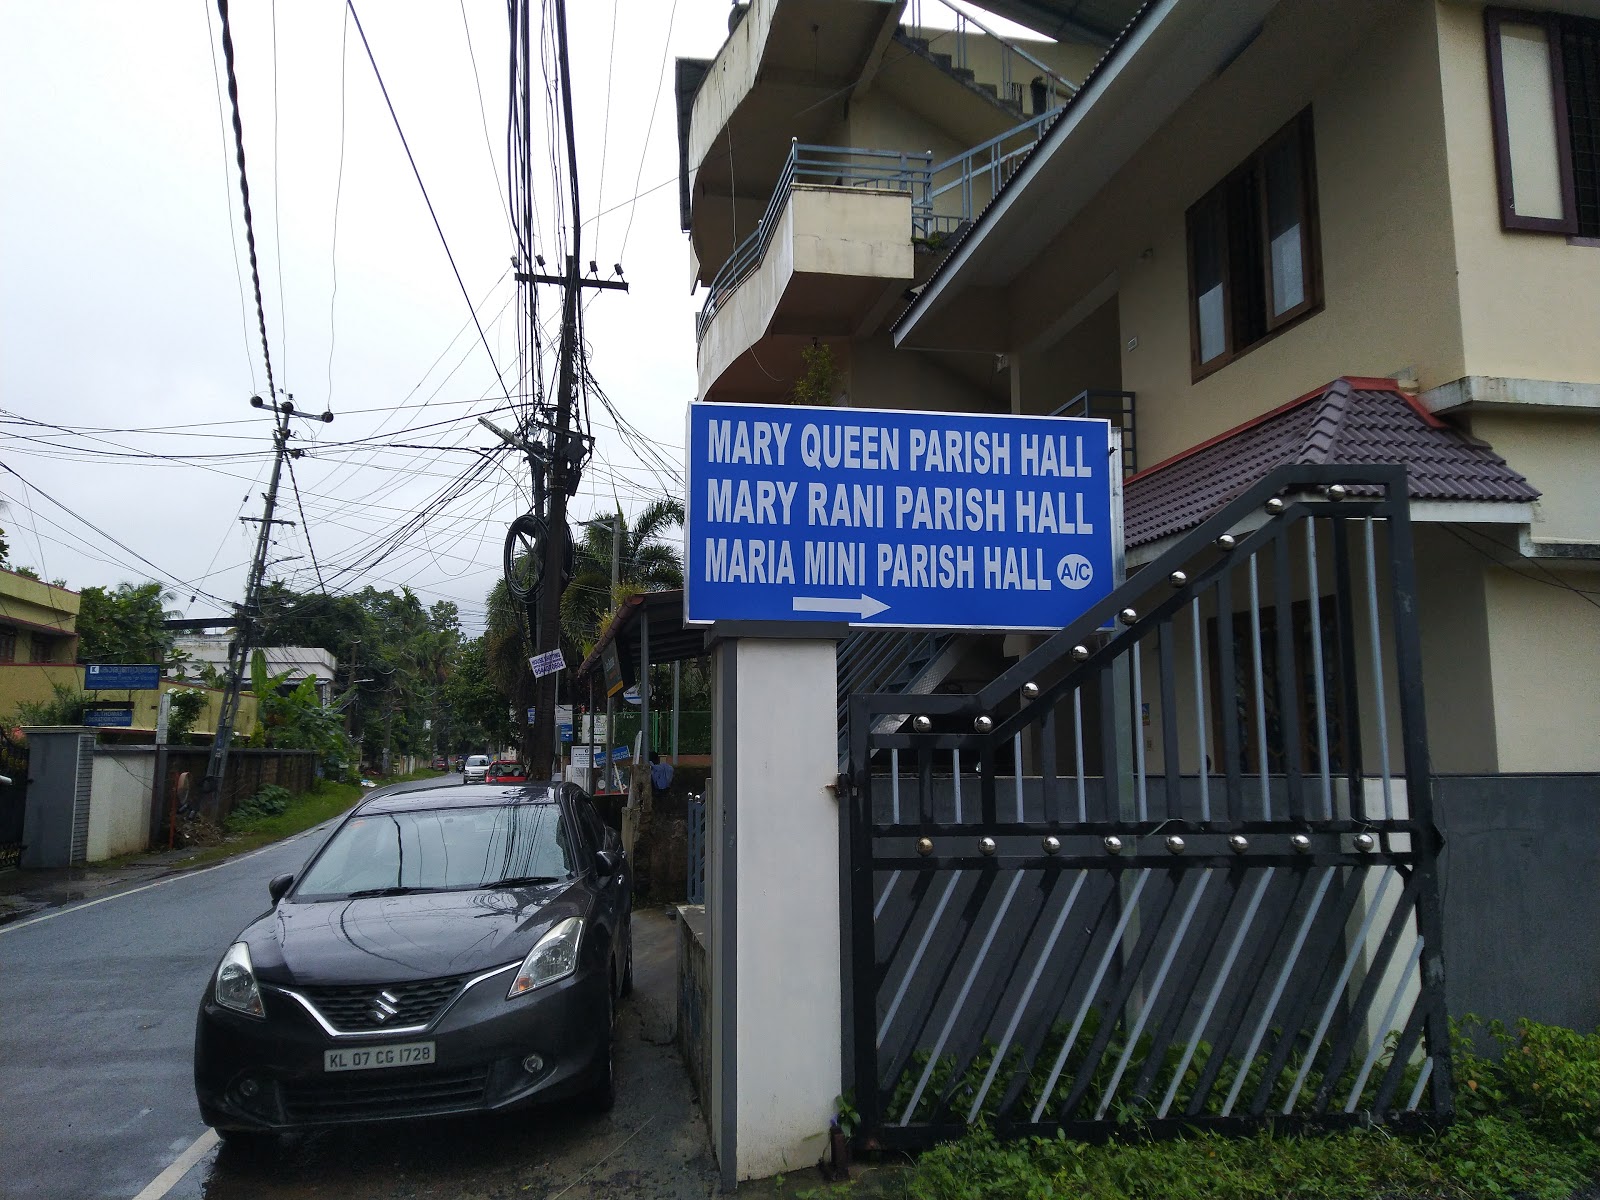 MARY QUEEN PARISH HALL
MARY RANI PARISH HALL
MARIA MINI PARISH HALL A/C
KL 07 CG 1728